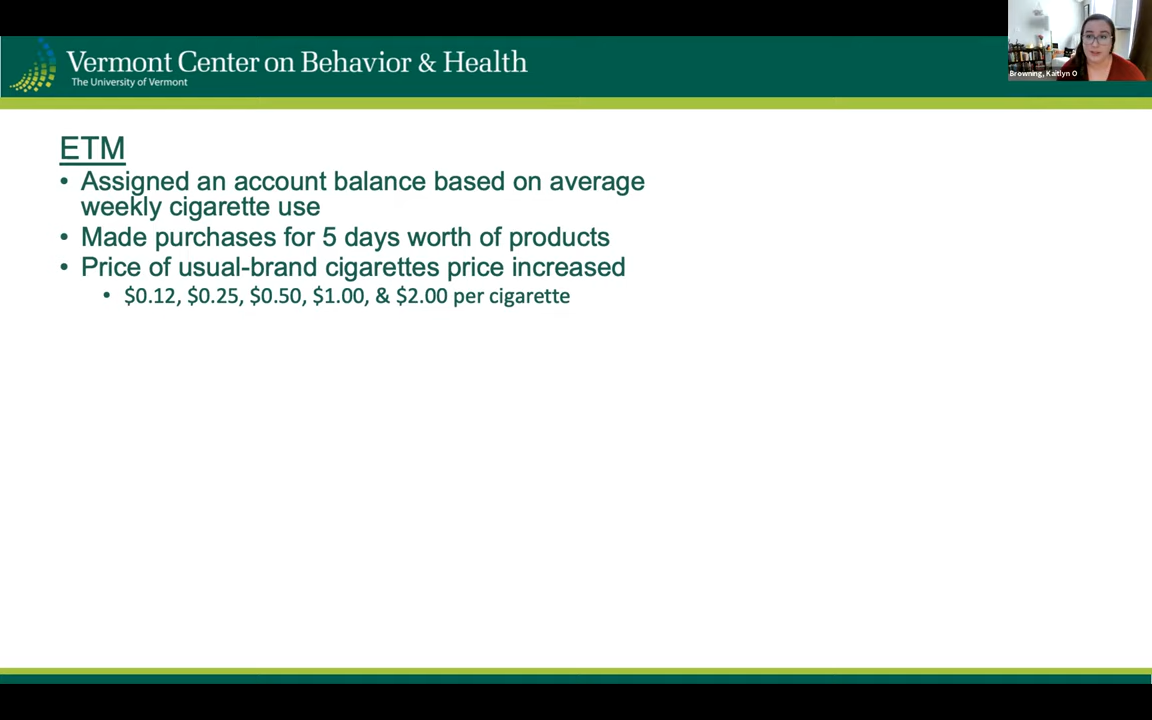 Vermont Center on Behavior & Health
The University of Vermont
Browning, Kaitlyn O
ETM
• Assigned an account balance based on average
weekly cigarette use
• Made purchases for 5 days worth of products
• Price of usual-brand cigarettes price increased
• $0.12, $0.25, $0.50, $1.00, & $2.00 per cigarette